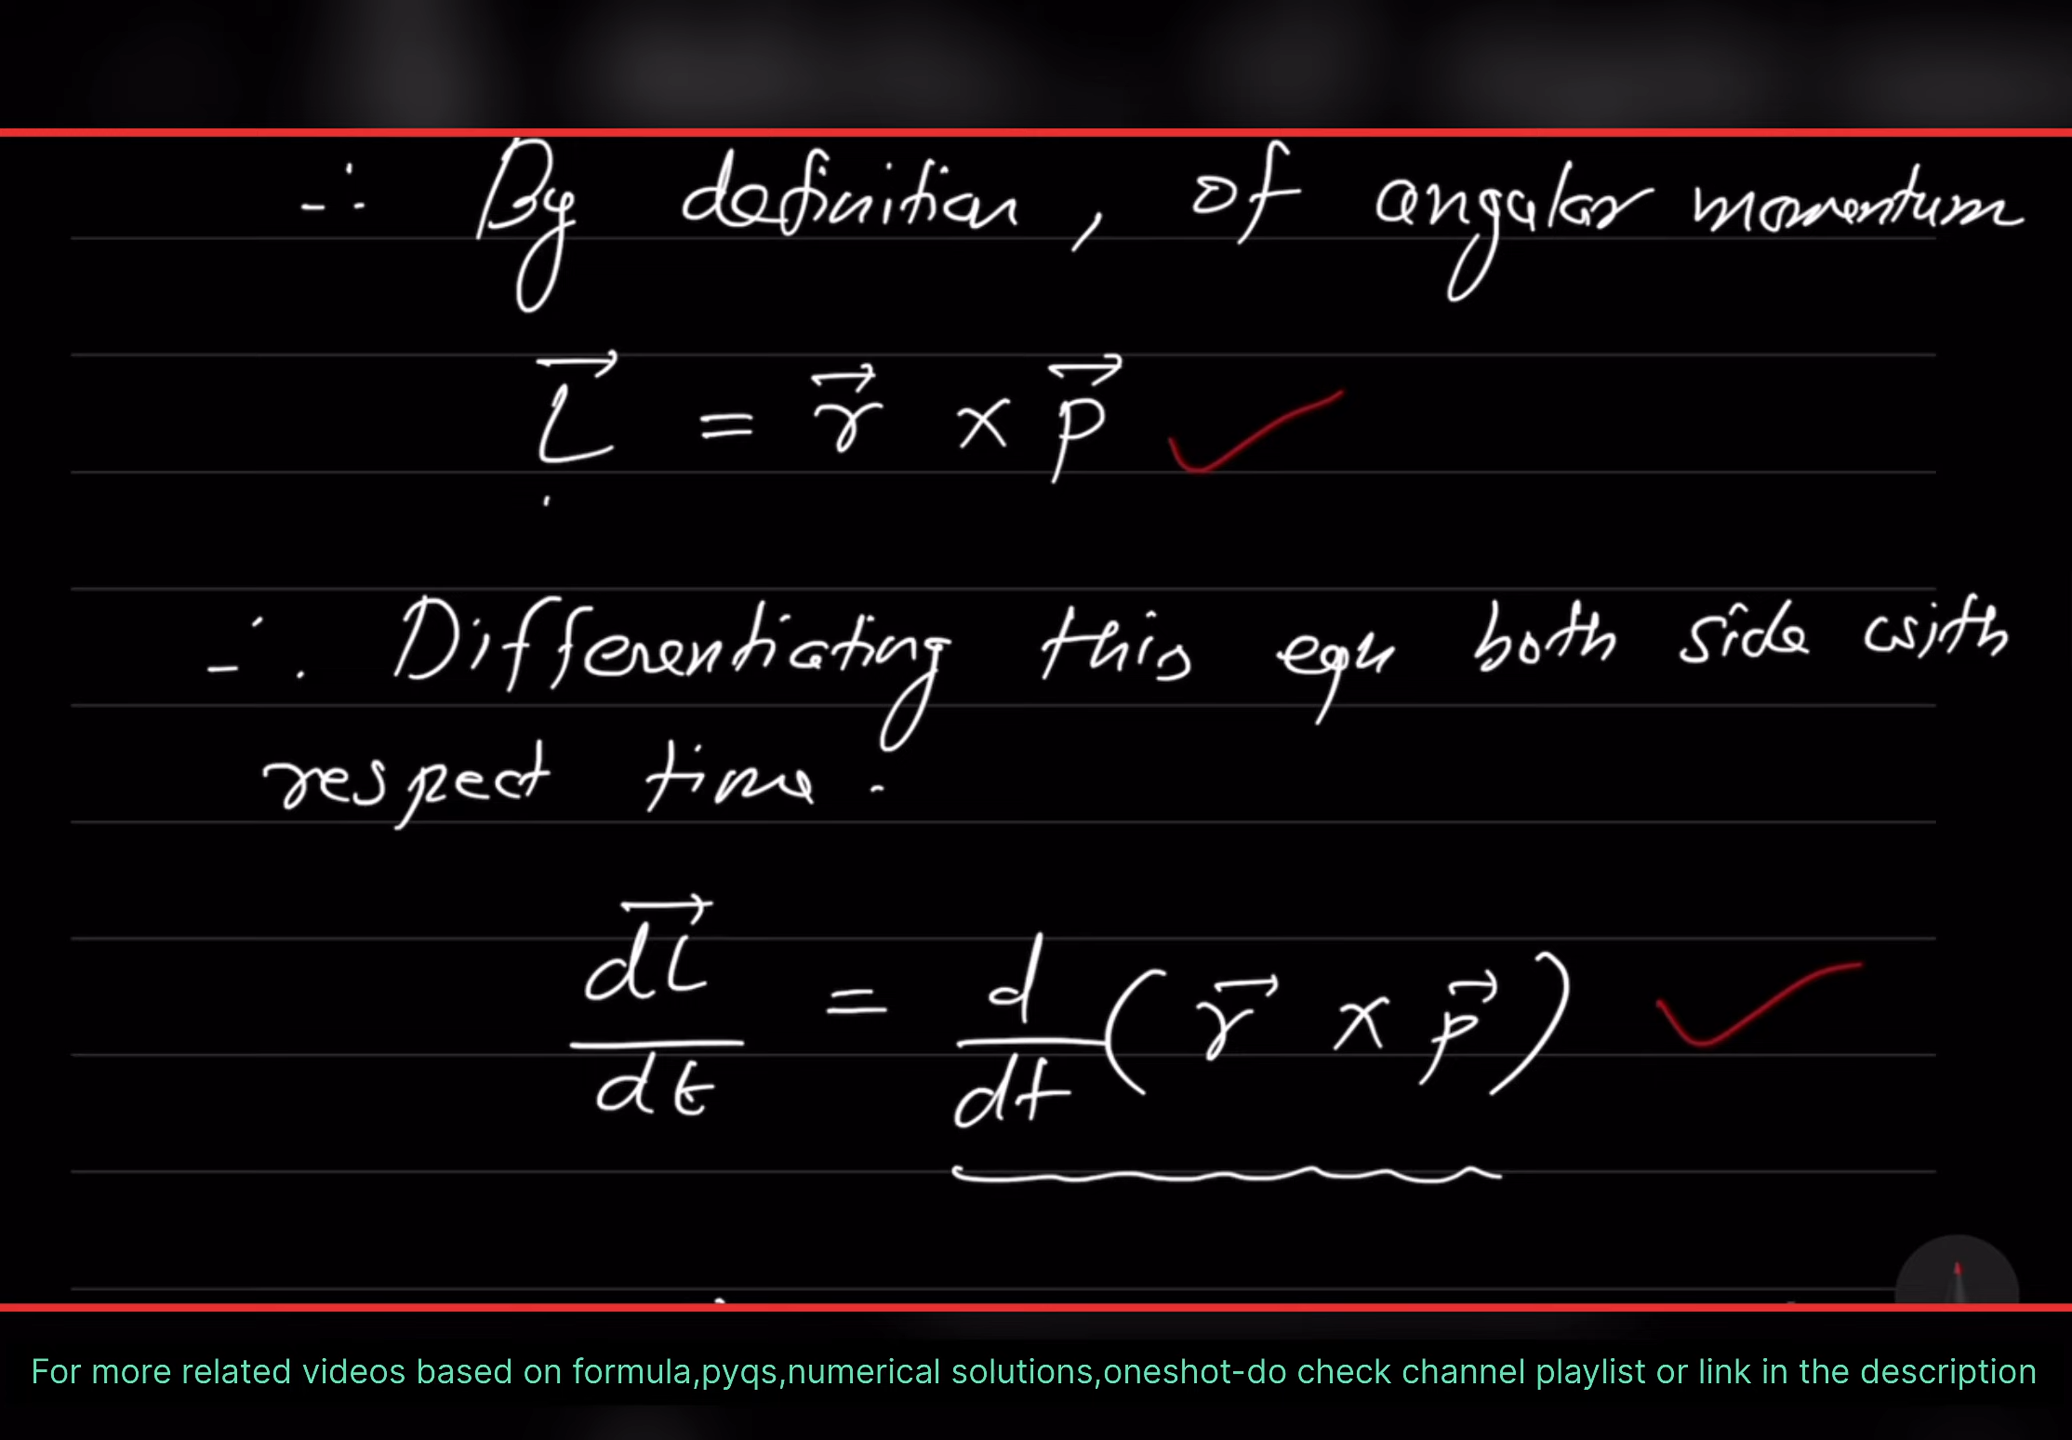 ∴ By definition, of angular momentum
L⃗ = r⃗ × p⃗
∴ Differentiating this eqn both side with
respect time.
dL⃗/dt = d/dt ( r⃗ × p⃗ )
For more related videos based on formula,pyqs,numerical solutions,oneshot-do check channel playlist or link in the description